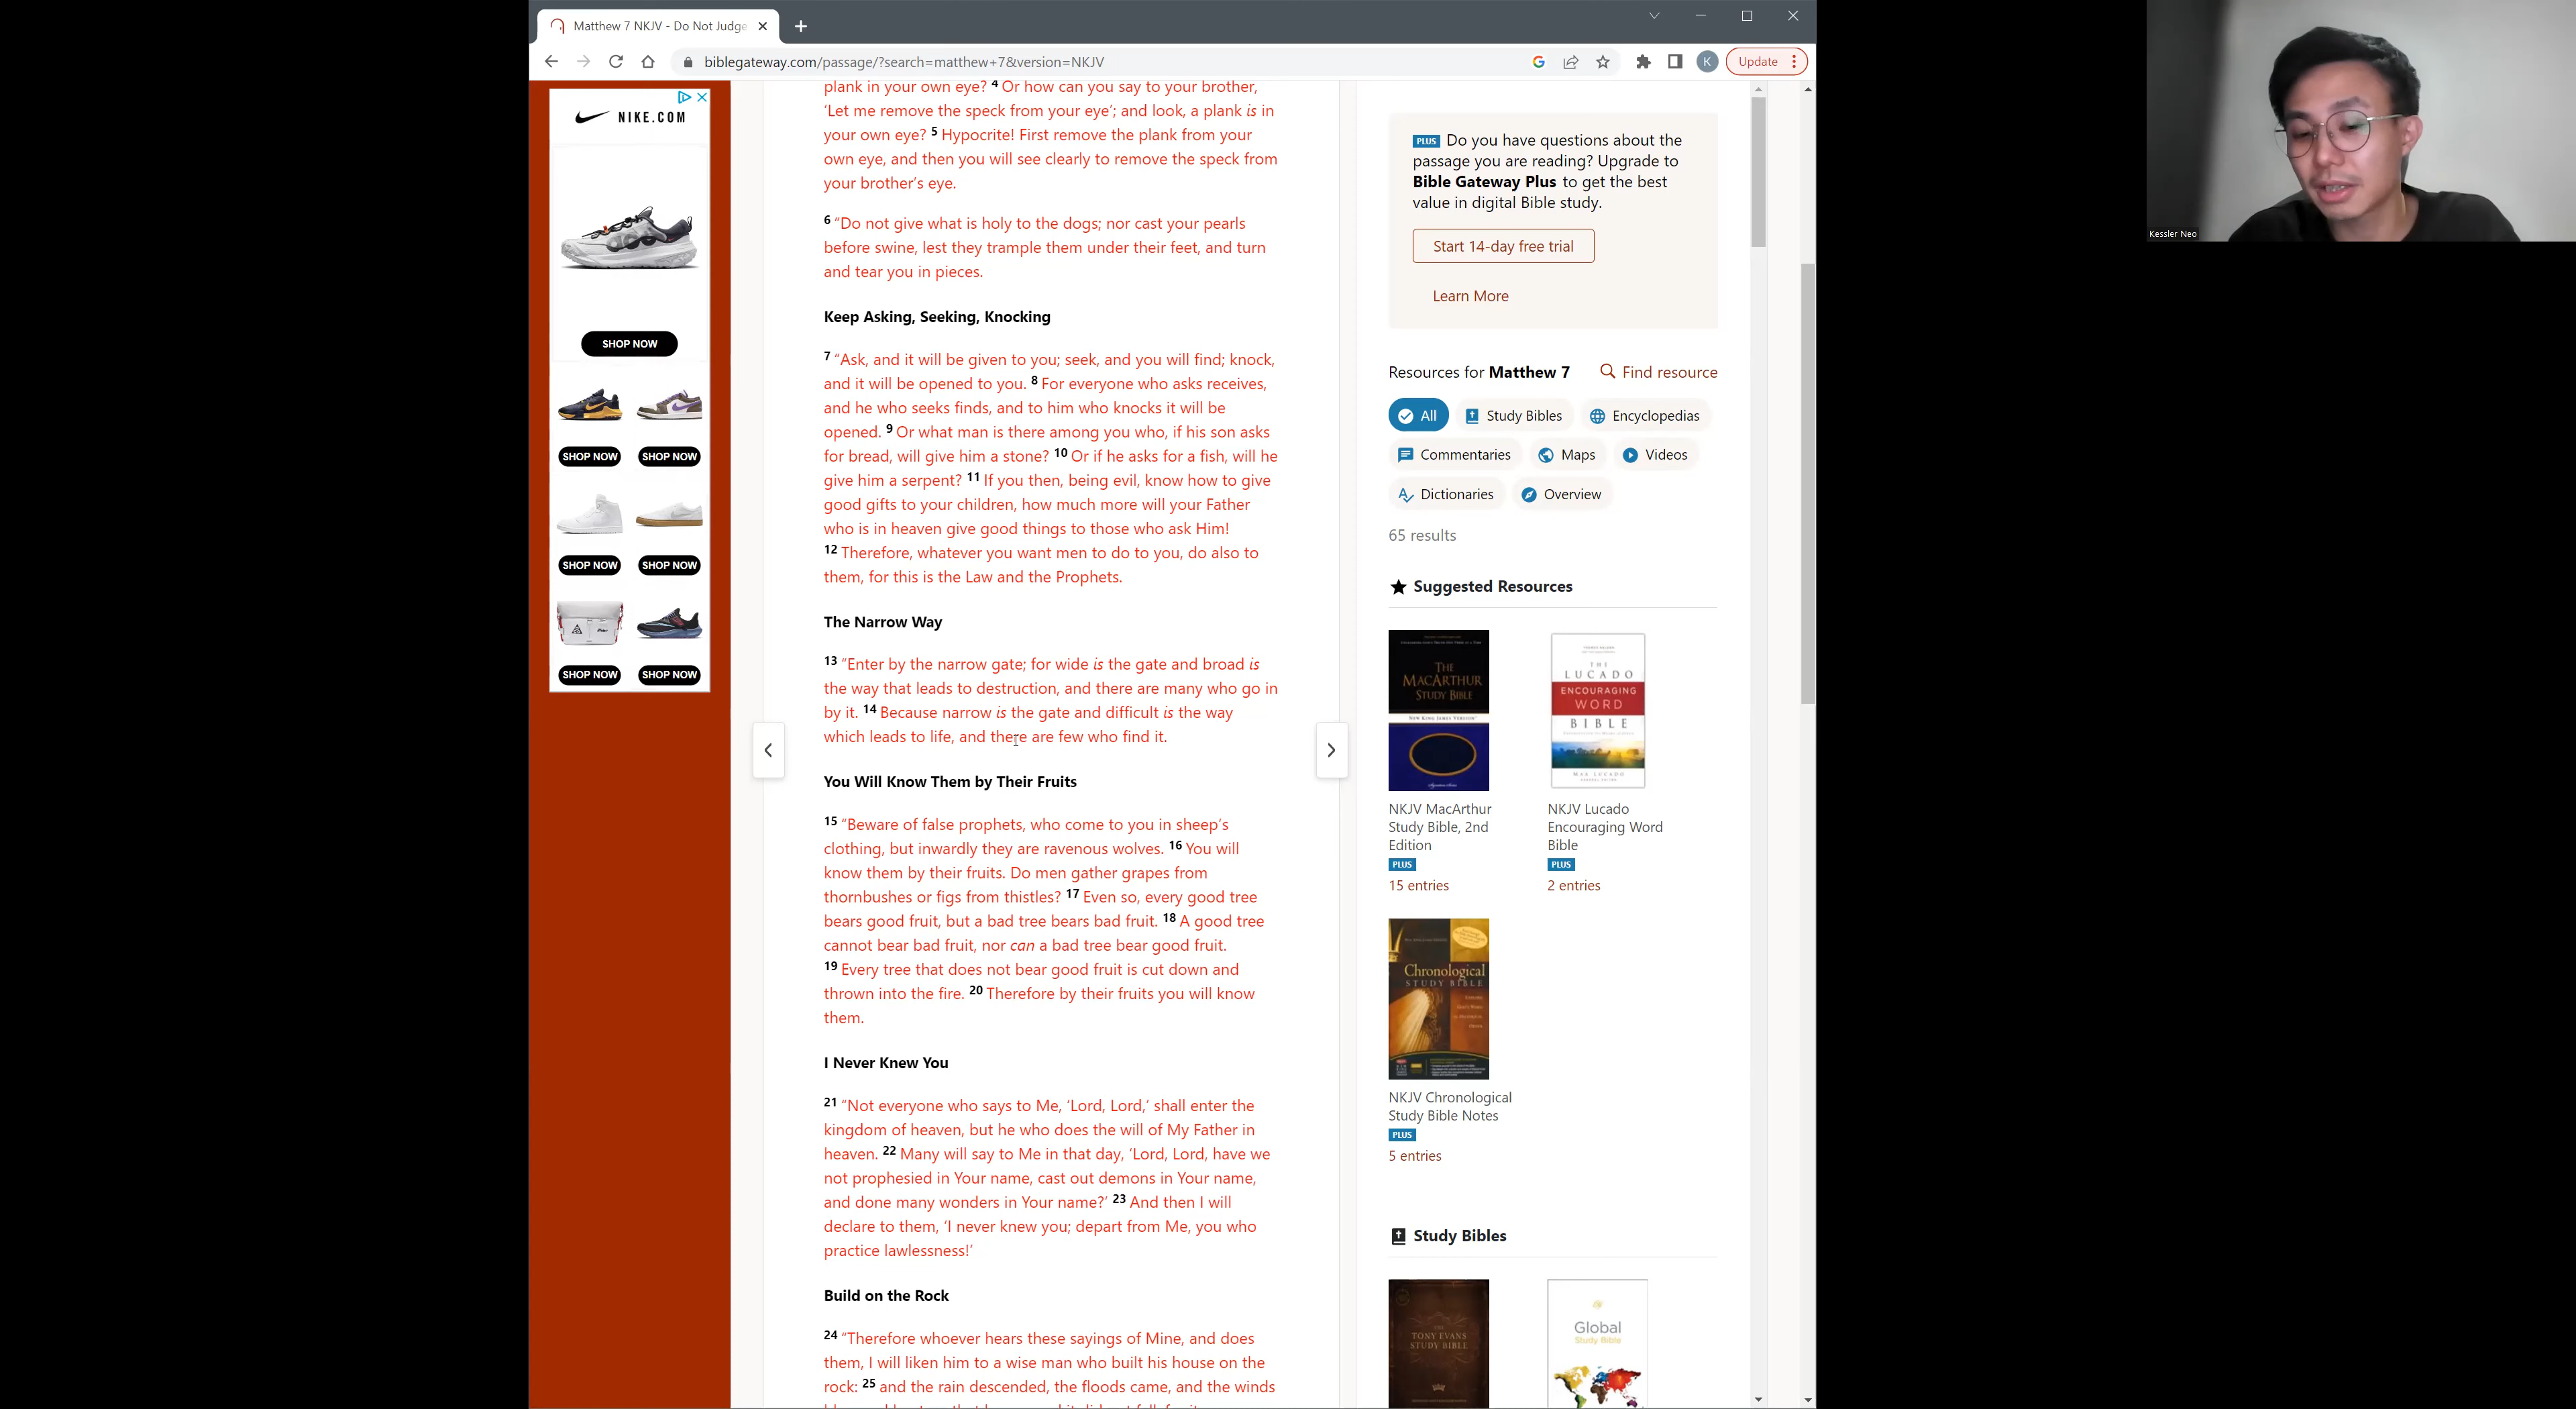 Matthew 7 NKJV - Do Not Judge
biblegateway.com/passage/?search=matthew+7&version=NKJV
K
Update
NIKE.COM
SHOP NOW
SHOP NOW SHOP NOW
SHOP NOW SHOP NOW
SHOP NOW SHOP NOW
plank in your own eye? 4 Or how can you say to your brother,
‘Let me remove the speck from your eye’; and look, a plank is in
your own eye? 5 Hypocrite! First remove the plank from your
own eye, and then you will see clearly to remove the speck from
your brother’s eye.
6 “Do not give what is holy to the dogs; nor cast your pearls
before swine, lest they trample them under their feet, and turn
and tear you in pieces.
Keep Asking, Seeking, Knocking
7 “Ask, and it will be given to you; seek, and you will find; knock,
and it will be opened to you. 8 For everyone who asks receives,
and he who seeks finds, and to him who knocks it will be
opened. 9 Or what man is there among you who, if his son asks
for bread, will give him a stone? 10 Or if he asks for a fish, will he
give him a serpent? 11 If you then, being evil, know how to give
good gifts to your children, how much more will your Father
who is in heaven give good things to those who ask Him!
12 Therefore, whatever you want men to do to you, do also to
them, for this is the Law and the Prophets.
The Narrow Way
13 “Enter by the narrow gate; for wide is the gate and broad is
the way that leads to destruction, and there are many who go in
by it. 14 Because narrow is the gate and difficult is the way
which leads to life, and there are few who find it.
You Will Know Them by Their Fruits
15 “Beware of false prophets, who come to you in sheep’s
clothing, but inwardly they are ravenous wolves. 16 You will
know them by their fruits. Do men gather grapes from
thornbushes or figs from thistles? 17 Even so, every good tree
bears good fruit, but a bad tree bears bad fruit. 18 A good tree
cannot bear bad fruit, nor can a bad tree bear good fruit.
19 Every tree that does not bear good fruit is cut down and
thrown into the fire. 20 Therefore by their fruits you will know
them.
I Never Knew You
21 “Not everyone who says to Me, ‘Lord, Lord,’ shall enter the
kingdom of heaven, but he who does the will of My Father in
heaven. 22 Many will say to Me in that day, ‘Lord, Lord, have we
not prophesied in Your name, cast out demons in Your name,
and done many wonders in Your name?’ 23 And then I will
declare to them, ‘I never knew you; depart from Me, you who
practice lawlessness!’
Build on the Rock
24 “Therefore whoever hears these sayings of Mine, and does
them, I will liken him to a wise man who built his house on the
rock: 25 and the rain descended, the floods came, and the winds
PLUS Do you have questions about the
passage you are reading? Upgrade to
Bible Gateway Plus to get the best
value in digital Bible study.
Start 14-day free trial
Learn More
Resources for Matthew 7 Find resource
All Study Bibles Encyclopedias
Commentaries Maps Videos
Dictionaries Overview
65 results
Suggested Resources
THE
MACARTHUR
STUDY BIBLE
NEW KING JAMES VERSION
THE
LUCADO
ENCOURAGING
WORD
BIBLE
MAX LUCADO
NKJV MacArthur
Study Bible, 2nd
Edition
PLUS
15 entries
NKJV Lucado
Encouraging Word
Bible
PLUS
2 entries
Chronological
STUDY BIBLE
NKJV Chronological
Study Bible Notes
PLUS
5 entries
Study Bibles
THE
TONY EVANS
STUDY BIBLE
Global
Study Bible
Kessler Neo